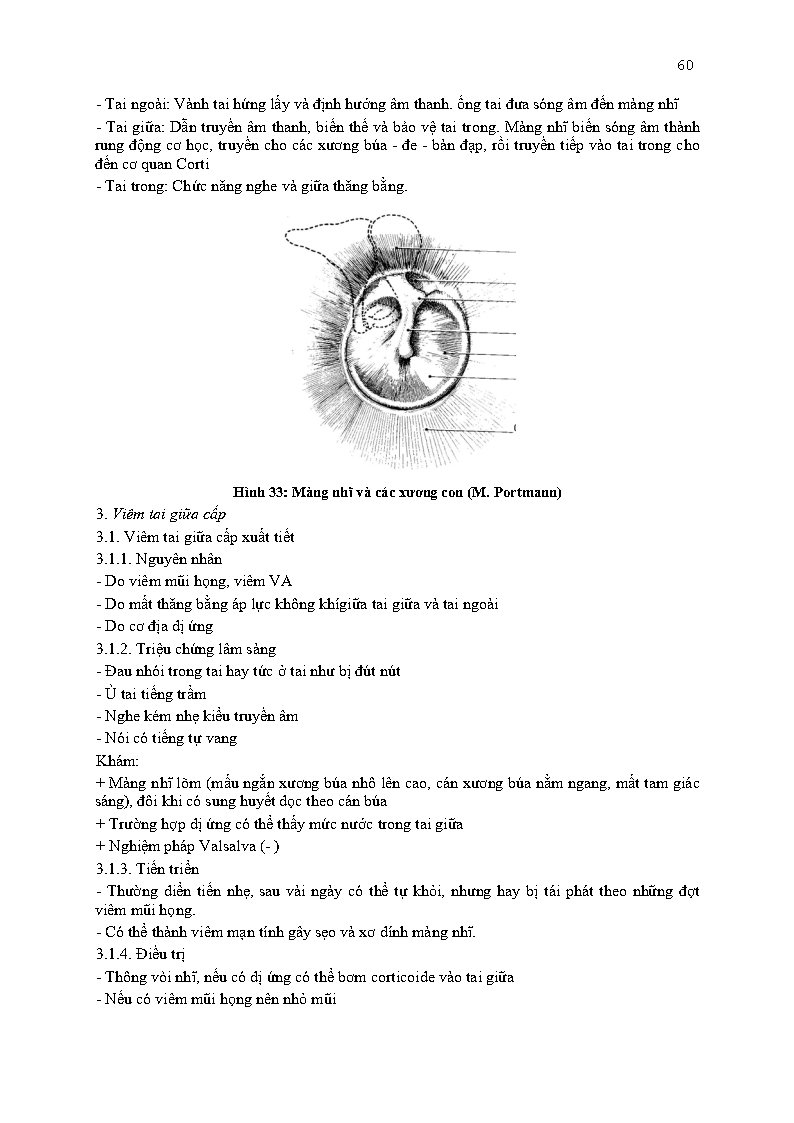 60
- Tai ngoài: Vành tai hứng lấy và định hướng âm thanh. ống tai đưa sóng âm đến màng nhĩ
- Tai giữa: Dẫn truyền âm thanh, biến thế và bảo vệ tai trong. Màng nhĩ biến sóng âm thành
rung động cơ học, truyền cho các xương búa - đe - bàn đạp, rồi truyền tiếp vào tai trong cho
đến cơ quan Corti
- Tai trong: Chức năng nghe và giữa thăng bằng.
Hình 33: Màng nhĩ và các xương con (M. Portmann)
3. Viêm tai giữa cấp
3.1. Viêm tai giữa cấp xuất tiết
3.1.1. Nguyên nhân
- Do viêm mũi họng, viêm VA
- Do mất thăng bằng áp lực không khígiữa tai giữa và tai ngoài
- Do cơ địa dị ứng
3.1.2. Triệu chứng lâm sàng
- Đau nhói trong tai hay tức ở tai như bị đút nút
- Ù tai tiếng trầm
- Nghe kém nhẹ kiểu truyền âm
- Nói có tiếng tự vang
Khám:
+ Màng nhĩ lõm (mấu ngắn xương búa nhô lên cao, cán xương búa nằm ngang, mất tam giác
sáng), đôi khi có sung huyết dọc theo cán búa
+ Trường hợp dị ứng có thể thấy mức nước trong tai giữa
+ Nghiệm pháp Valsalva (- )
3.1.3. Tiến triển
- Thường diển tiến nhẹ, sau vài ngày có thể tự khỏi, nhưng hay bị tái phát theo những đợt
viêm mũi họng.
- Có thể thành viêm mạn tính gây sẹo và xơ dính màng nhĩ.
3.1.4. Điều trị
- Thông vòi nhĩ, nếu có dị ứng có thể bơm corticoide vào tai giữa
- Nếu có viêm mũi họng nên nhỏ mũi